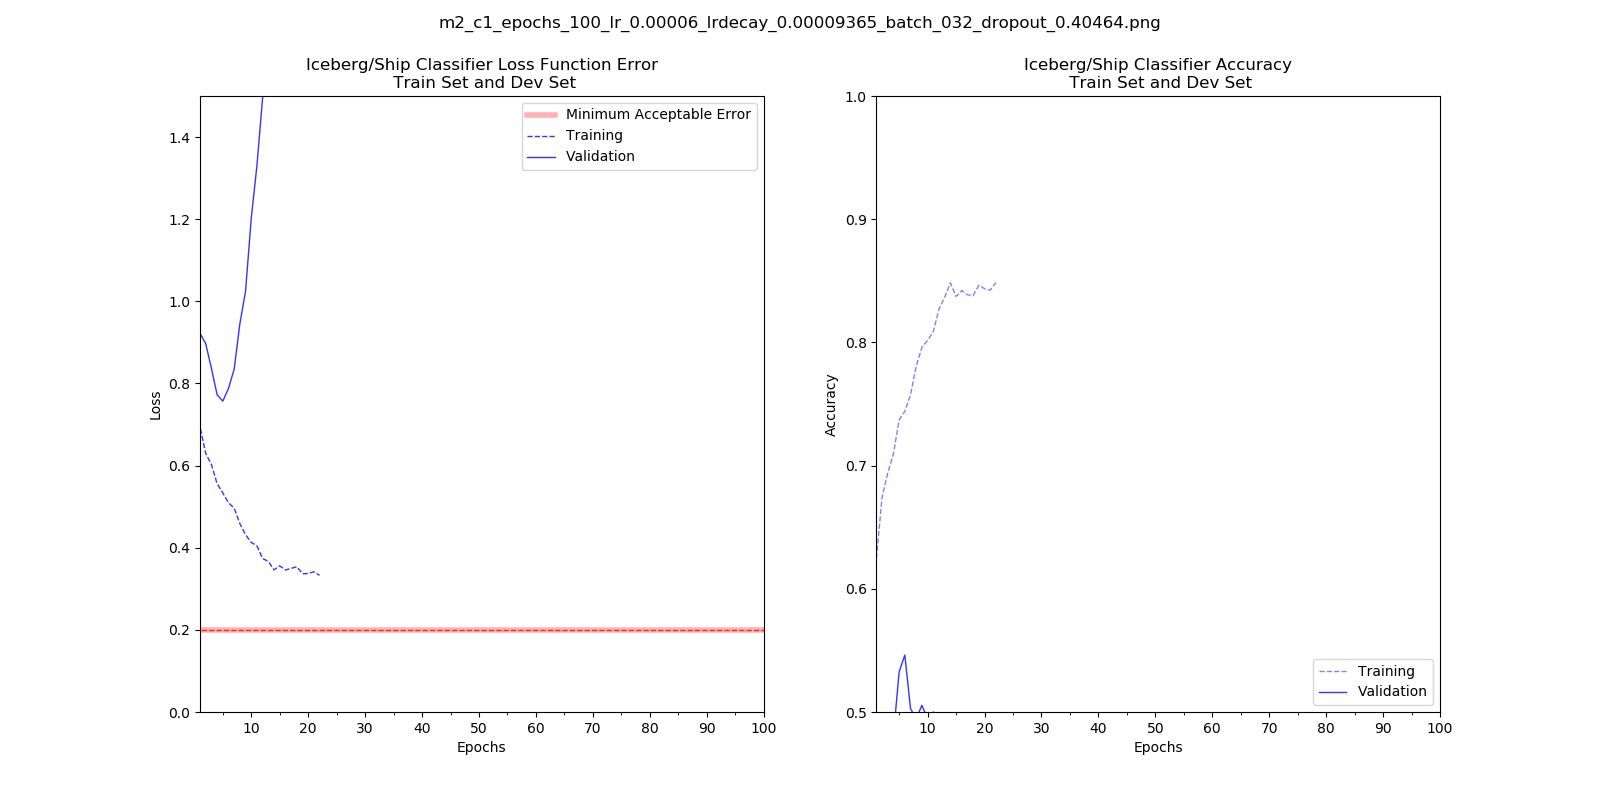 m2_c1_epochs_100_lr_0.00006_lrdecay_0.00009365_batch_032_dropout_0.40464.png
Iceberg/Ship Classifier Loss Function Error
Train Set and Dev Set
1.4
1.2
1.0
0.8
0.6
0.4
0.2
0.0
Loss
Minimum Acceptable Error
Training
Validation
10 20 30 40 50 60 70 80 90 100
Epochs
Iceberg/Ship Classifier Accuracy
Train Set and Dev Set
1.0
0.9
0.8
0.7
0.6
0.5
Accuracy
Training
Validation
10 20 30 40 50 60 70 80 90 100
Epochs